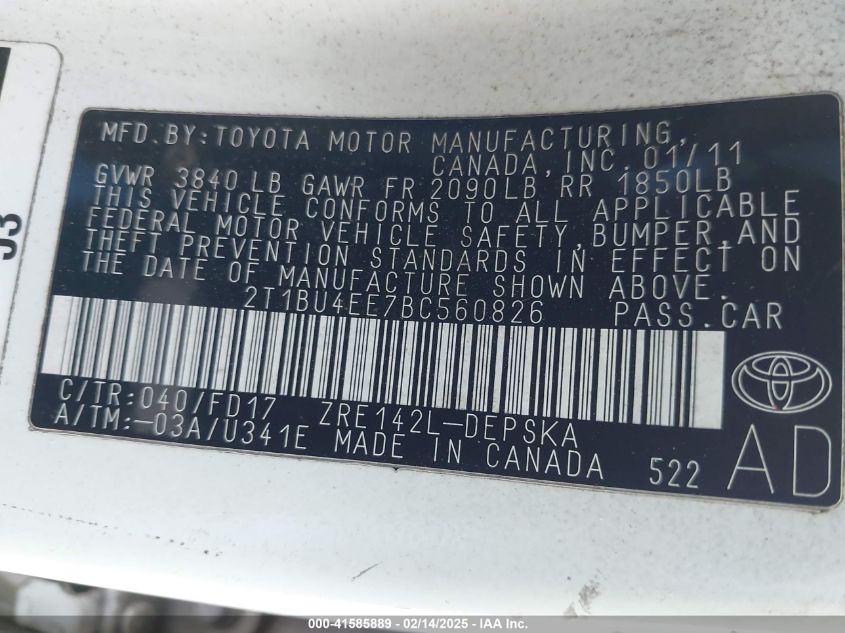 MFD.BY:TOYOTA MOTOR MANUFACTURING,
CANADA,INC. 01/11
GVWR 3840 LB GAWR FR 2090LB RR 1850LB
THIS VEHICLE CONFORMS TO ALL APPLICABLE
FEDERAL MOTOR VEHICLE SAFETY,BUMPER,AND
THEFT PREVENTION STANDARDS IN EFFECT ON
THE DATE OF MANUFACTURE SHOWN ABOVE.
2T1BU4EE7BC560826 PASS.CAR
C/TR:040/FD17 ZRE142L-DEPSKA
A/TM:-03A/U341E MADE IN CANADA 522
AD
000-41585889 - 02/14/2025 - IAA Inc.